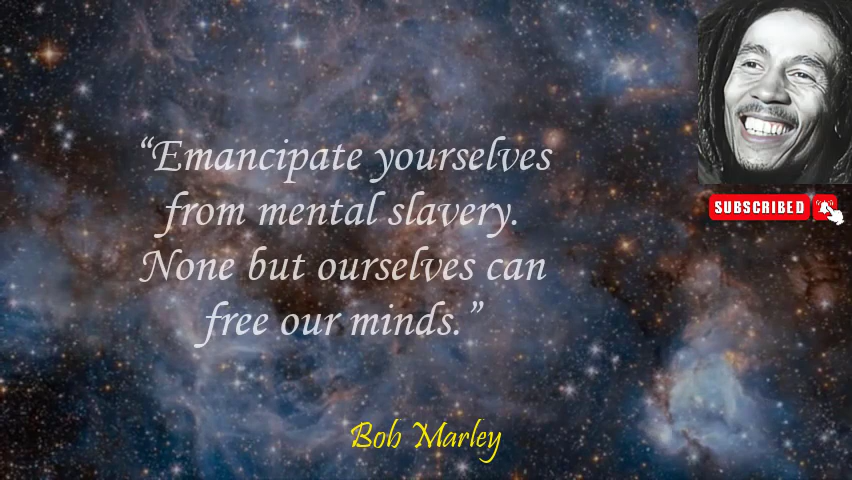 “Emancipate yourselves
from mental slavery.
None but ourselves can
free our minds.”
SUBSCRIBED
Bob Marley